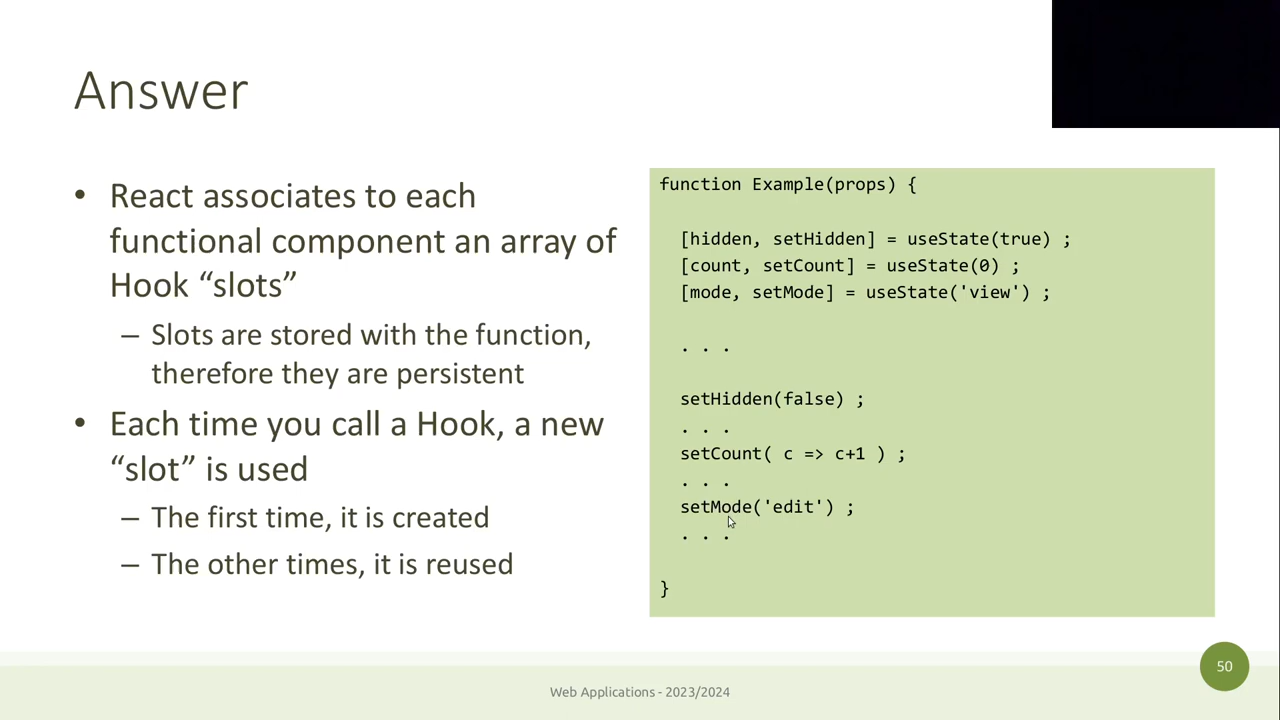 Answer
• React associates to each
functional component an array of
Hook “slots”
– Slots are stored with the function,
therefore they are persistent
• Each time you call a Hook, a new
“slot” is used
– The first time, it is created
– The other times, it is reused
function Example(props) {
[hidden, setHidden] = useState(true) ;
[count, setCount] = useState(0) ;
[mode, setMode] = useState('view') ;
. . .
setHidden(false) ;
. . .
setCount( c => c+1 ) ;
. . .
setMode('edit') ;
. . .
}
Web Applications - 2023/2024
50